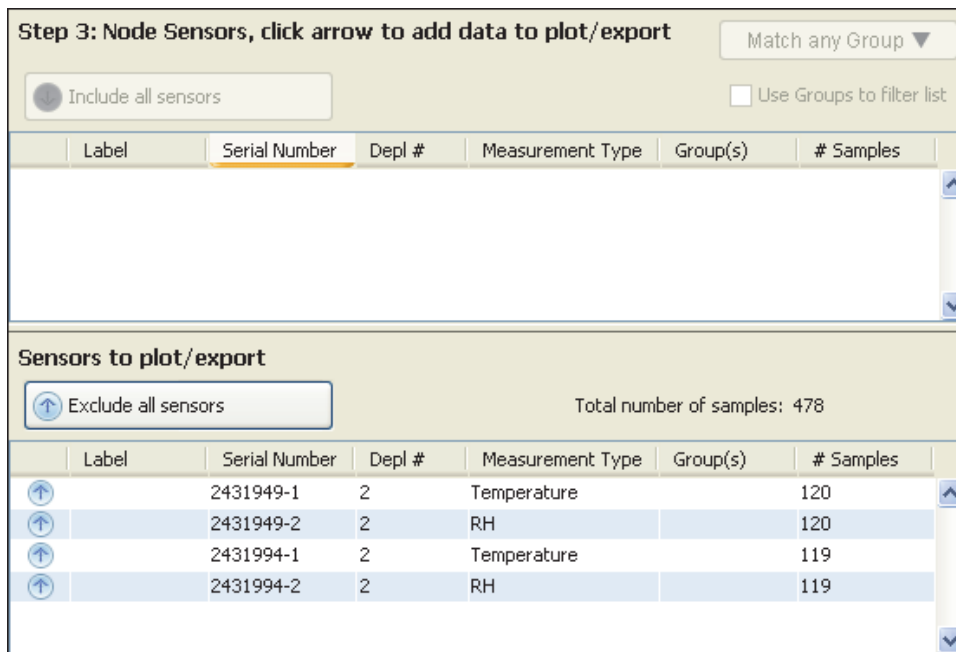 Step 3: Node Sensors, click arrow to add data to plot/export
Match any Group ▼
Include all sensors
Use Groups to filter list
Label Serial Number Depl # Measurement Type Group(s) # Samples
Sensors to plot/export
Exclude all sensors
Total number of samples: 478
Label Serial Number Depl # Measurement Type Group(s) # Samples
2431949-1 2 Temperature 120
2431949-2 2 RH 120
2431994-1 2 Temperature 119
2431994-2 2 RH 119